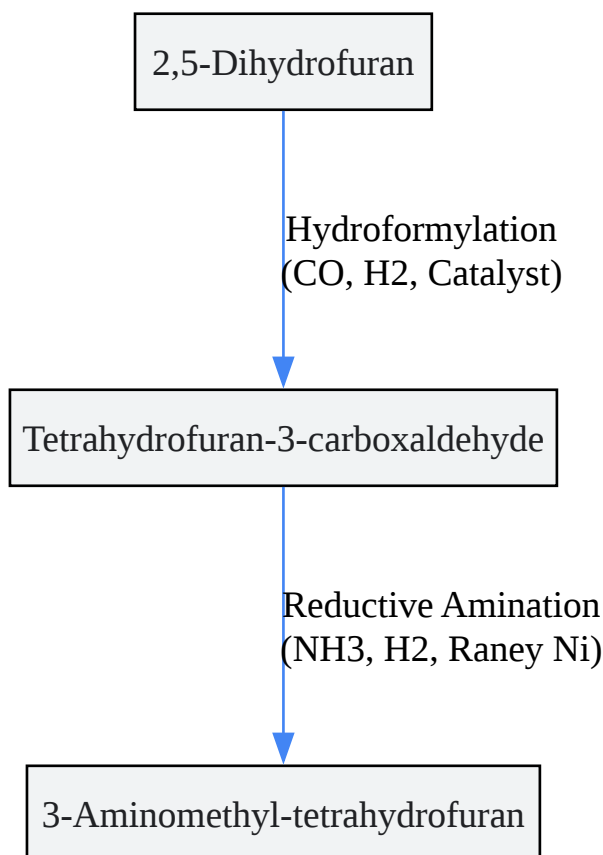 2,5-Dihydrofuran
Hydroformylation
(CO, H2, Catalyst)
Tetrahydrofuran-3-carboxaldehyde
Reductive Amination
(NH3, H2, Raney Ni)
3-Aminomethyl-tetrahydrofuran